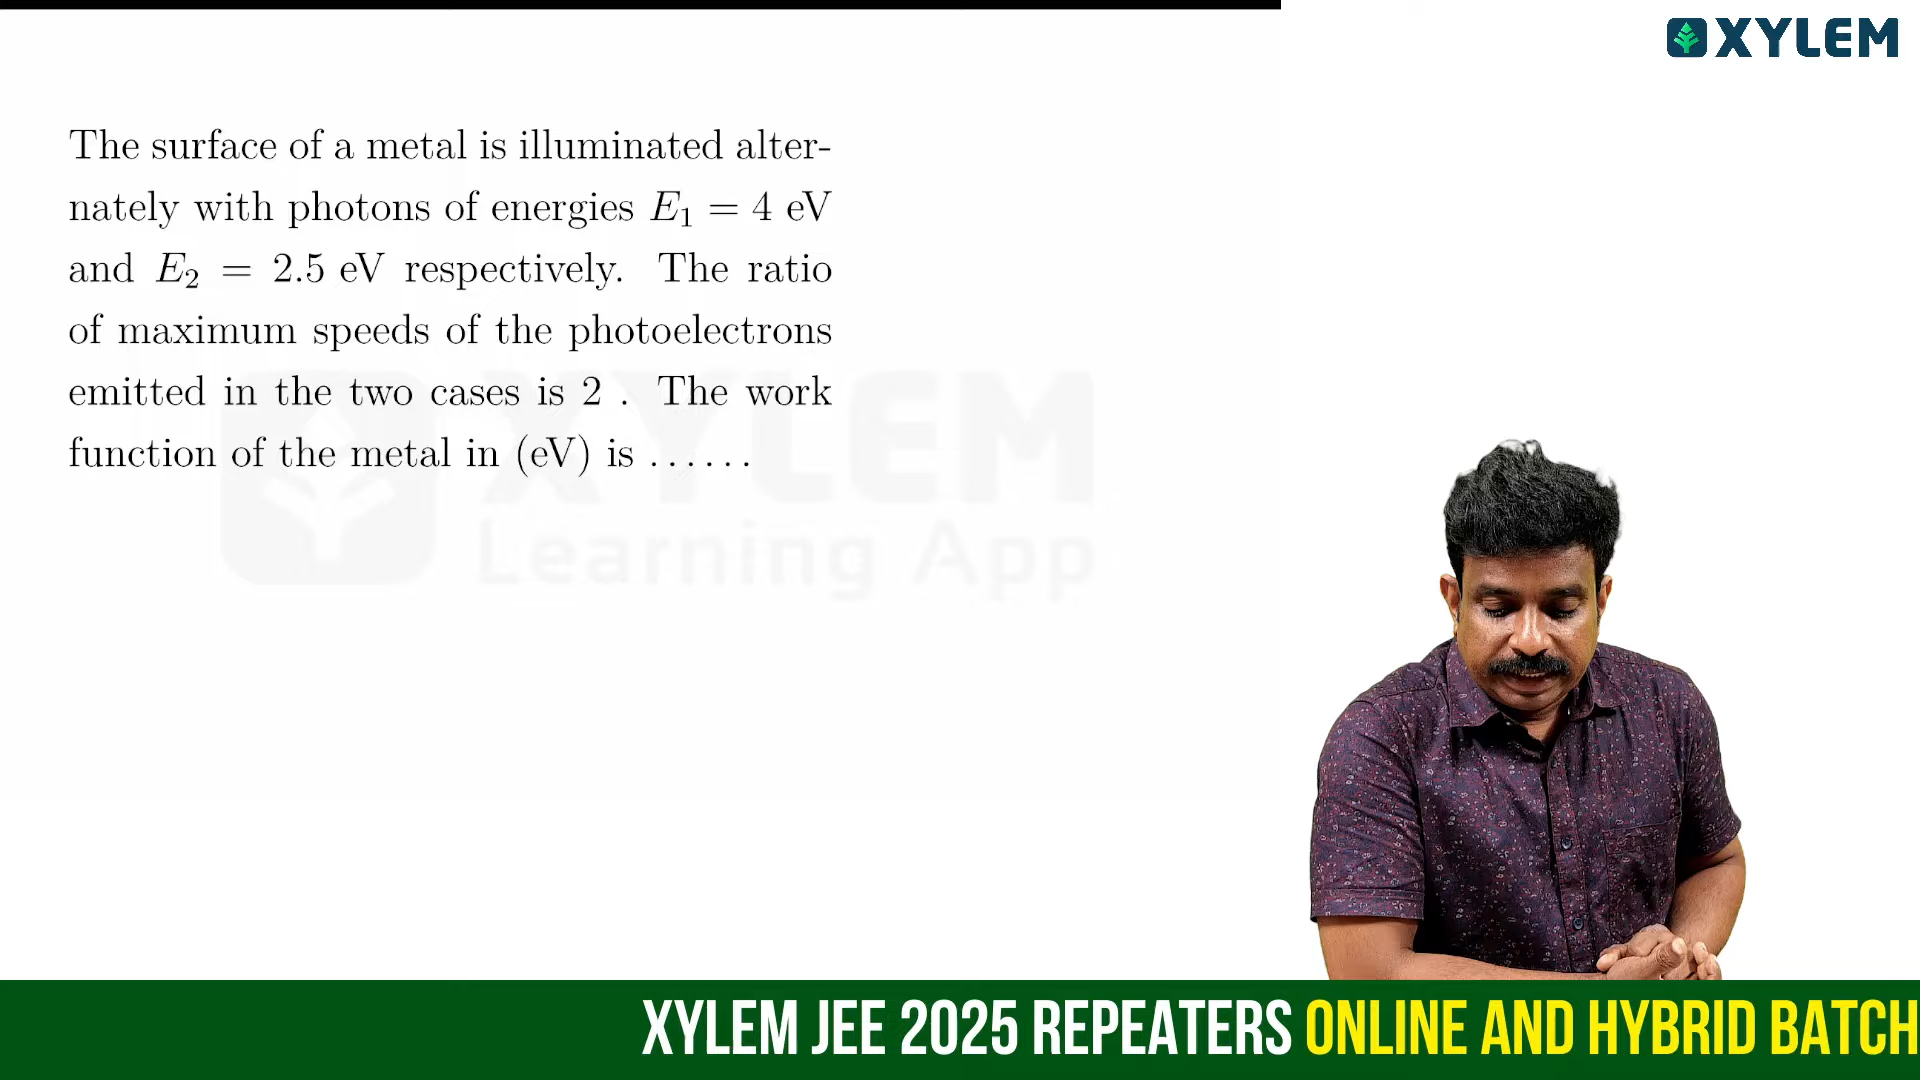 XYLEM
The surface of a metal is illuminated alter-
nately with photons of energies E₁ = 4 eV
and E₂ = 2.5 eV respectively. The ratio
of maximum speeds of the photoelectrons
emitted in the two cases is 2 . The work
function of the metal in (eV) is ......
XYLEM
Learning App
XYLEM JEE 2025 REPEATERS ONLINE AND HYBRID BATCH